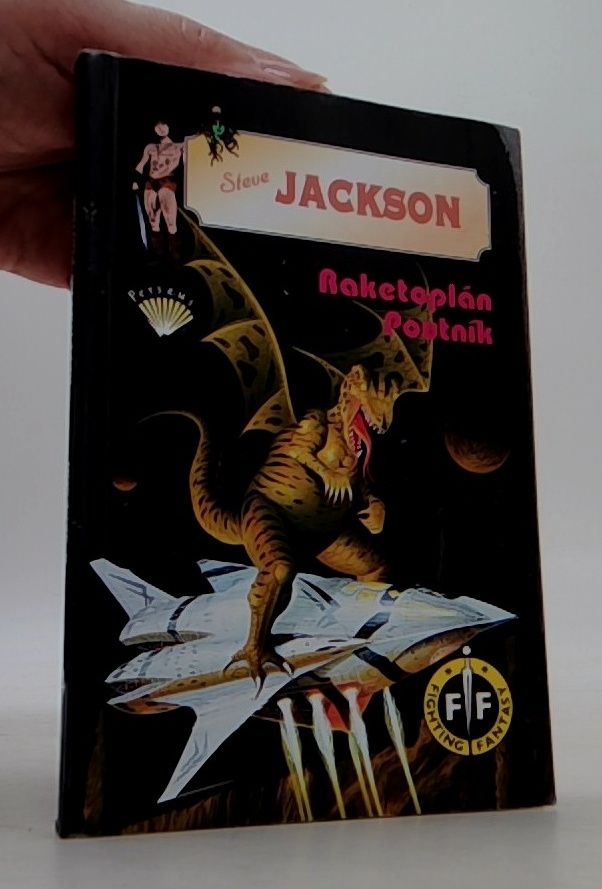 Steve JACKSON
Raketoplán
Poutník
Perseus
FF
FIGHTING FANTASY